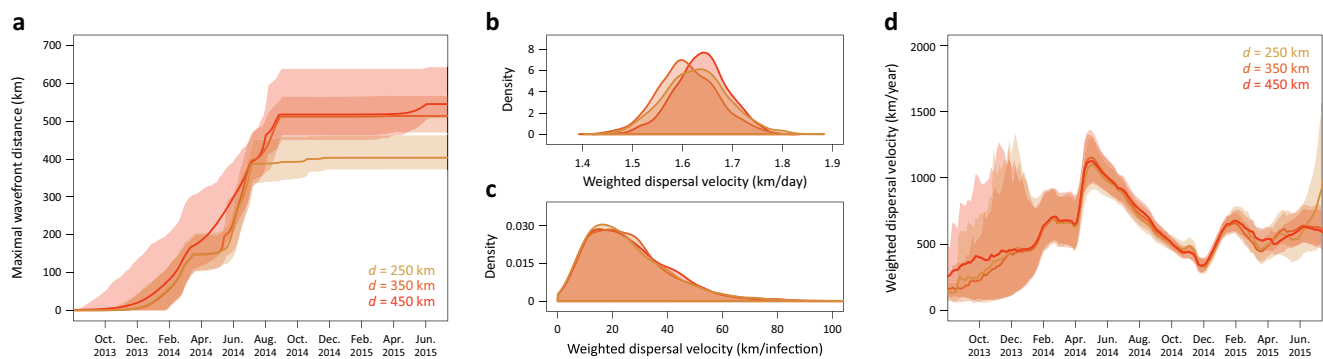 a
Maximal wavefront distance (km)
700
600
500
400
300
200
100
0
d = 250 km
d = 350 km
d = 450 km
Oct. 2013
Dec. 2013
Feb. 2014
Apr. 2014
Jun. 2014
Aug. 2014
Oct. 2014
Dec. 2014
Feb. 2015
Apr. 2015
Jun. 2015
b
Density
8
6
4
2
0
1.4 1.5 1.6 1.7 1.8 1.9
Weighted dispersal velocity (km/day)
c
Density
0.030
0.015
0
0 20 40 60 80 100
Weighted dispersal velocity (km/infection)
d
Weighted dispersal velocity (km/year)
2000
1500
1000
500
0
d = 250 km
d = 350 km
d = 450 km
Oct. 2013
Dec. 2013
Feb. 2014
Apr. 2014
Jun. 2014
Aug. 2014
Oct. 2014
Dec. 2014
Feb. 2015
Apr. 2015
Jun. 2015